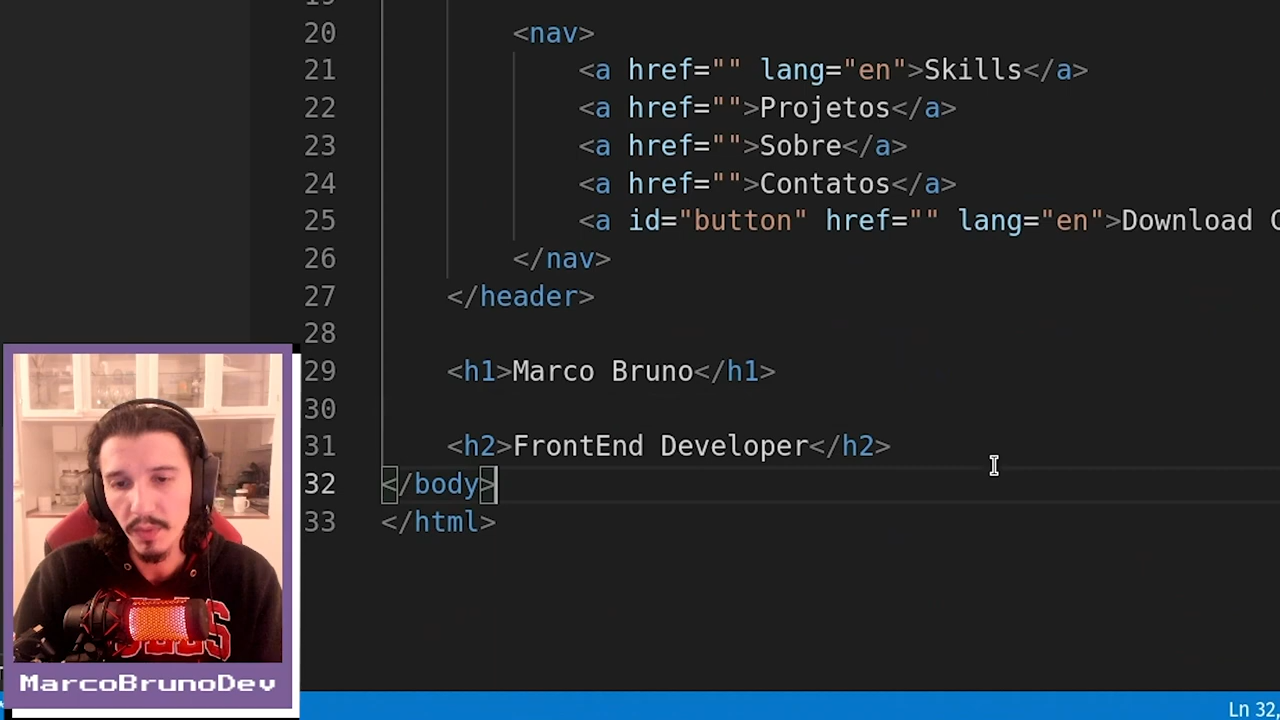 20 <nav>
21 <a href="" lang="en">Skills</a>
22 <a href="">Projetos</a>
23 <a href="">Sobre</a>
24 <a href="">Contatos</a>
25 <a id="button" href="" lang="en">Download
26 </nav>
27 </header>
28
29 <h1>Marco Bruno</h1>
30
31 <h2>FrontEnd Developer</h2>
32 </body>
33 </html>
MarcoBrunoDev
Ln 32,